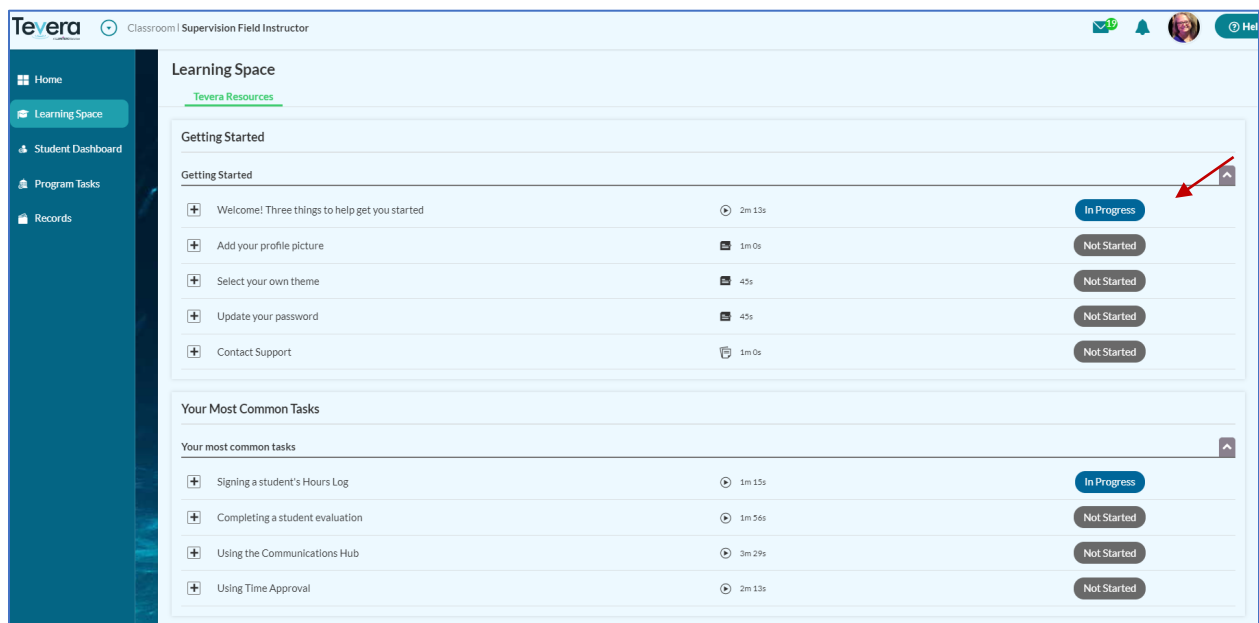 Tevera
Classroom | Supervision Field Instructor
19
Hel
Home
Learning Space
Student Dashboard
Program Tasks
Records
Learning Space
Tevera Resources
Getting Started
Getting Started
Welcome! Three things to help get you started 2m 13s In Progress
Add your profile picture 1m 0s Not Started
Select your own theme 45s Not Started
Update your password 45s Not Started
Contact Support 1m 0s Not Started
Your Most Common Tasks
Your most common tasks
Signing a student's Hours Log 1m 15s In Progress
Completing a student evaluation 1m 56s Not Started
Using the Communications Hub 3m 29s Not Started
Using Time Approval 2m 13s Not Started